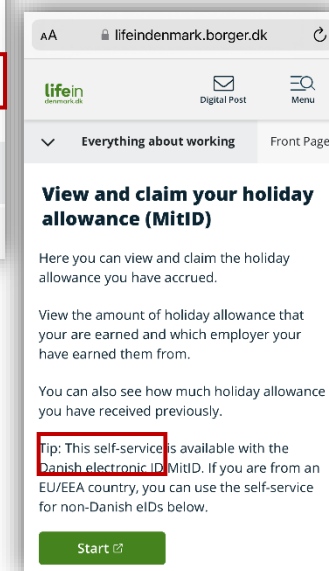 AA lifeindenmark.borger.dk
lifein
denmark.dk
Digital Post
Menu
Everything about working Front Page
View and claim your holiday
allowance (MitID)
Here you can view and claim the holiday
allowance you have accrued.
View the amount of holiday allowance that
your are earned and which employer your
have earned them from.
You can also see how much holiday allowance
you have received previously.
Tip: This self-service is available with the
Danish electronic ID MitID. If you are from an
EU/EEA country, you can use the self-service
for non-Danish eIDs below.
Start